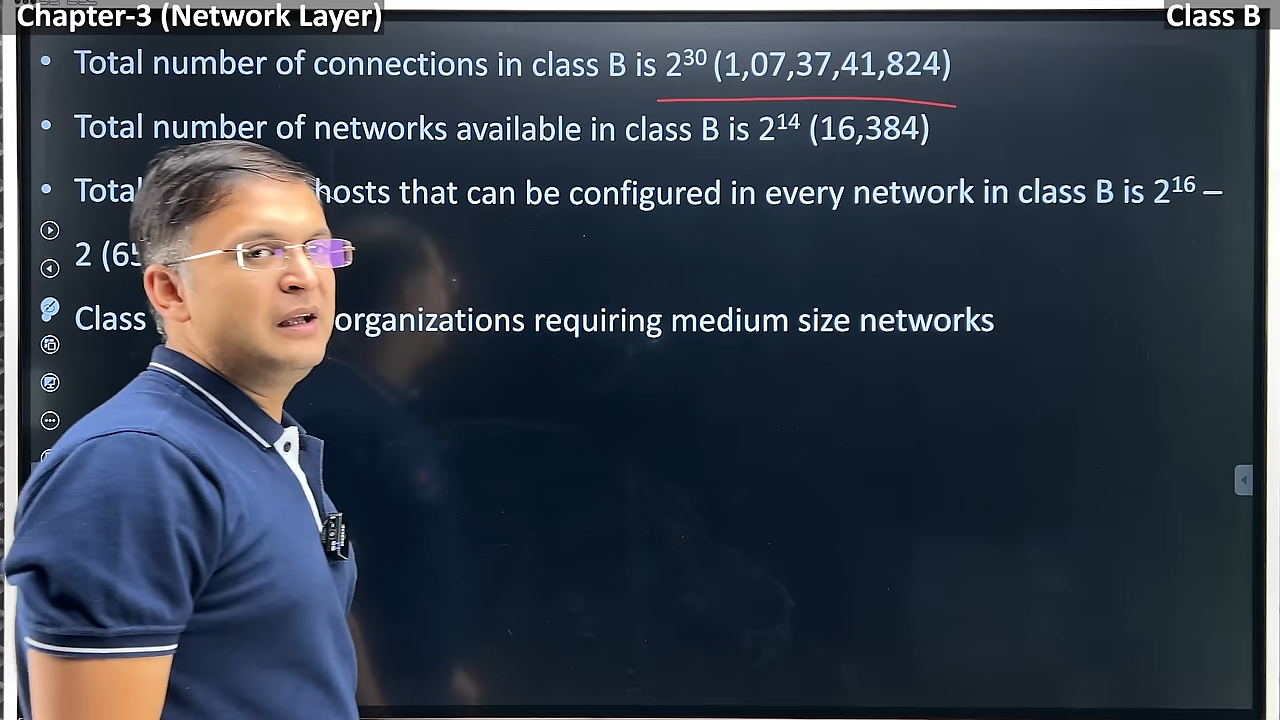 Chapter-3 (Network Layer)
Class B
• Total number of connections in class B is 2³⁰ (1,07,37,41,824)
• Total number of networks available in class B is 2¹⁴ (16,384)
• Total hosts that can be configured in every network in class B is 2¹⁶ –
2 (65
• Class organizations requiring medium size networks